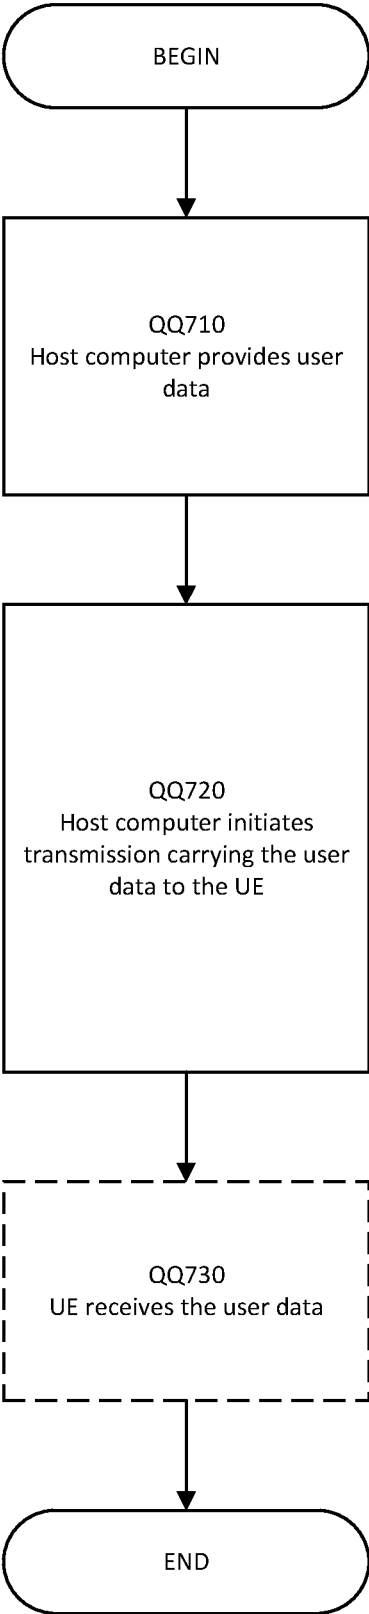 BEGIN
QQ710
Host computer provides user
data
QQ720
Host computer initiates
transmission carrying the user
data to the UE
QQ730
UE receives the user data
END